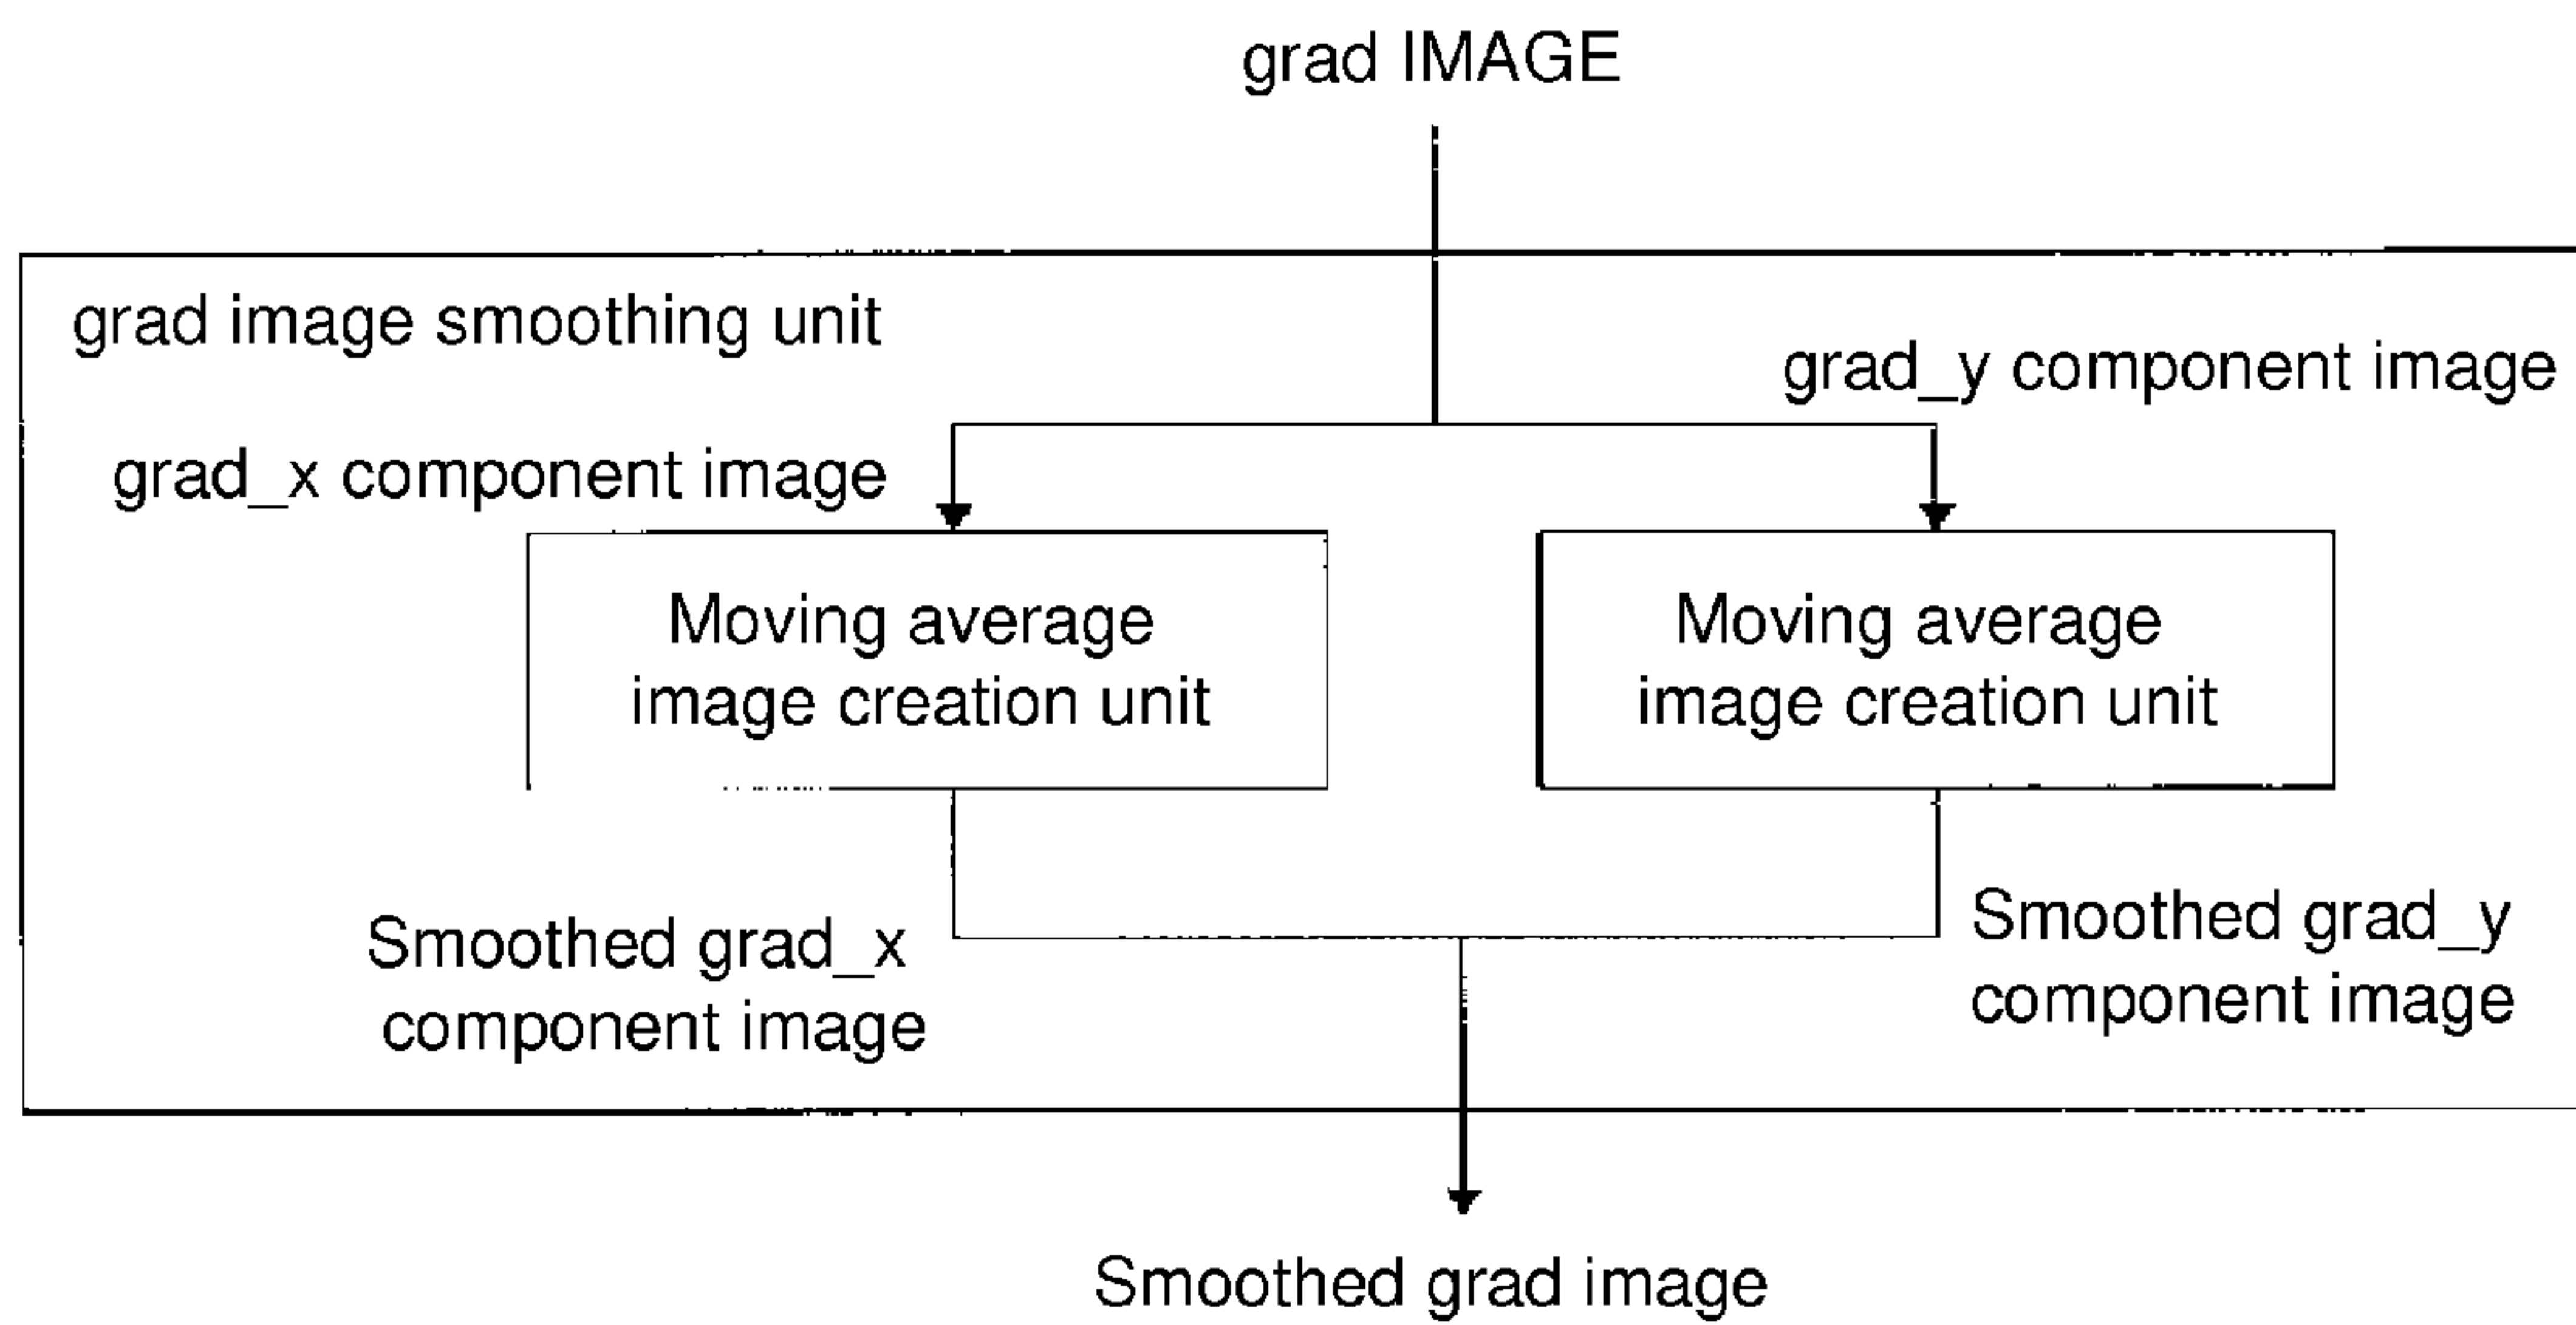 grad IMAGE
grad image smoothing unit
grad_y component image
grad_x component image
Moving average
image creation unit
Moving average
image creation unit
Smoothed grad_x
component image
Smoothed grad_y
component image
Smoothed grad image